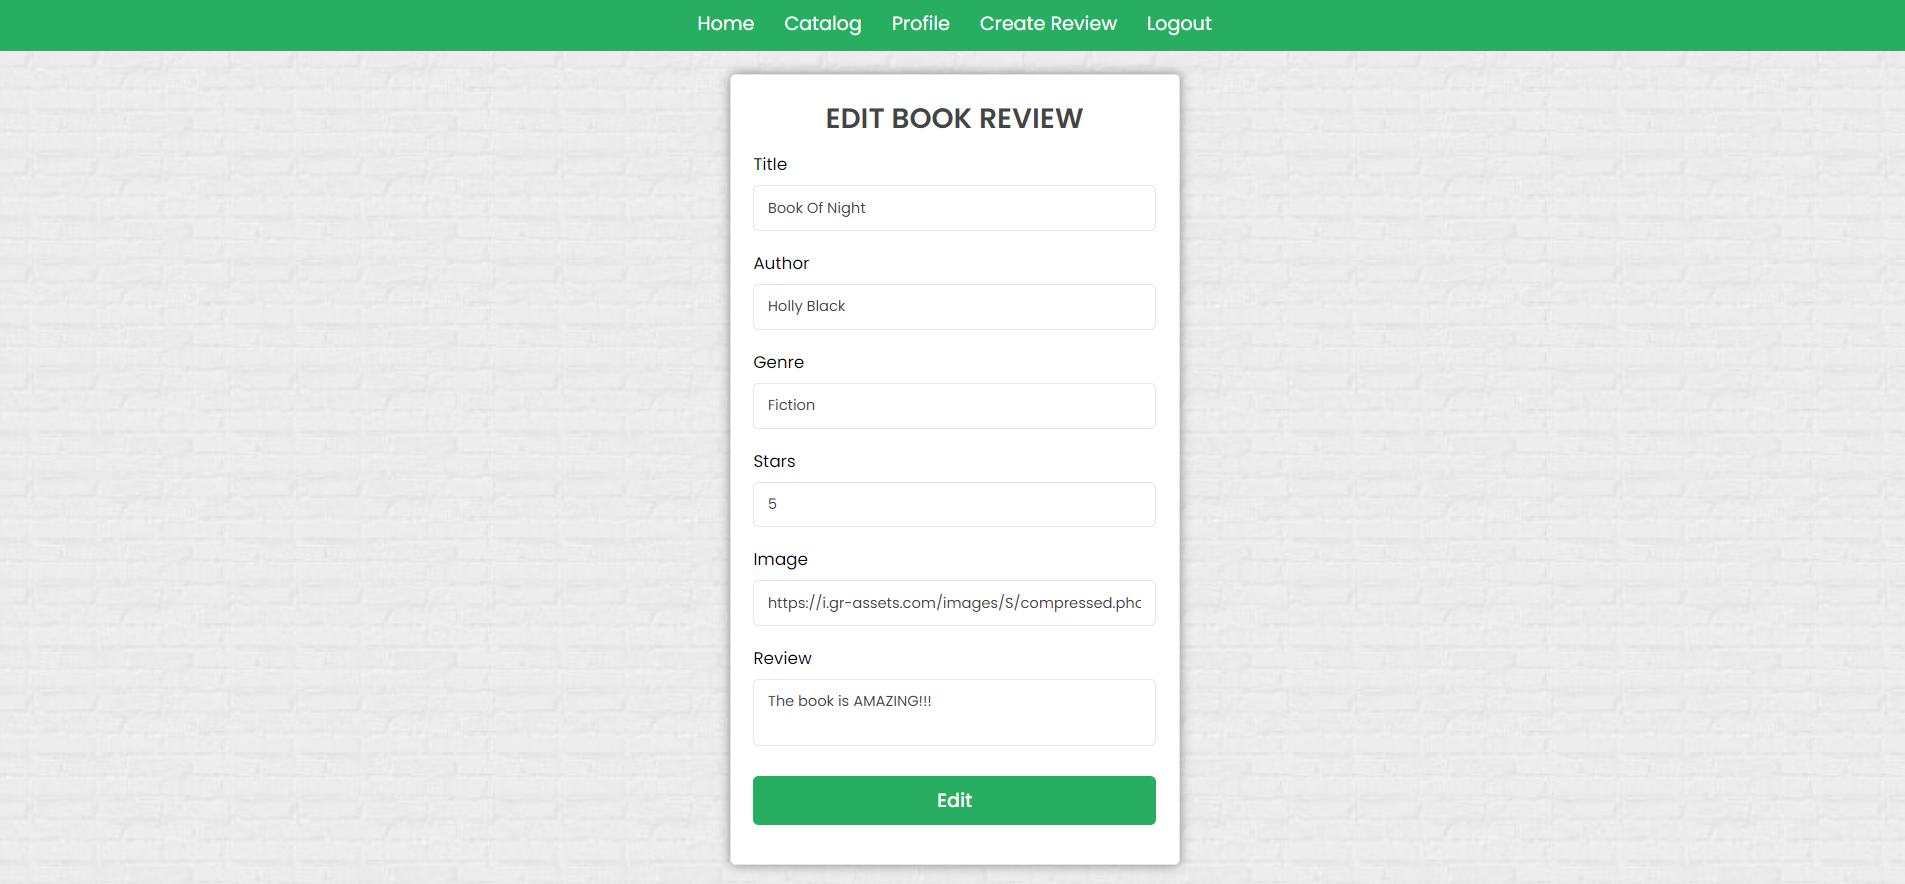 Home Catalog Profile Create Review Logout
EDIT BOOK REVIEW
Title
Book Of Night
Author
Holly Black
Genre
Fiction
Stars
5
Image
https://i.gr-assets.com/images/S/compressed.pho
Review
The book is AMAZING!!!
Edit